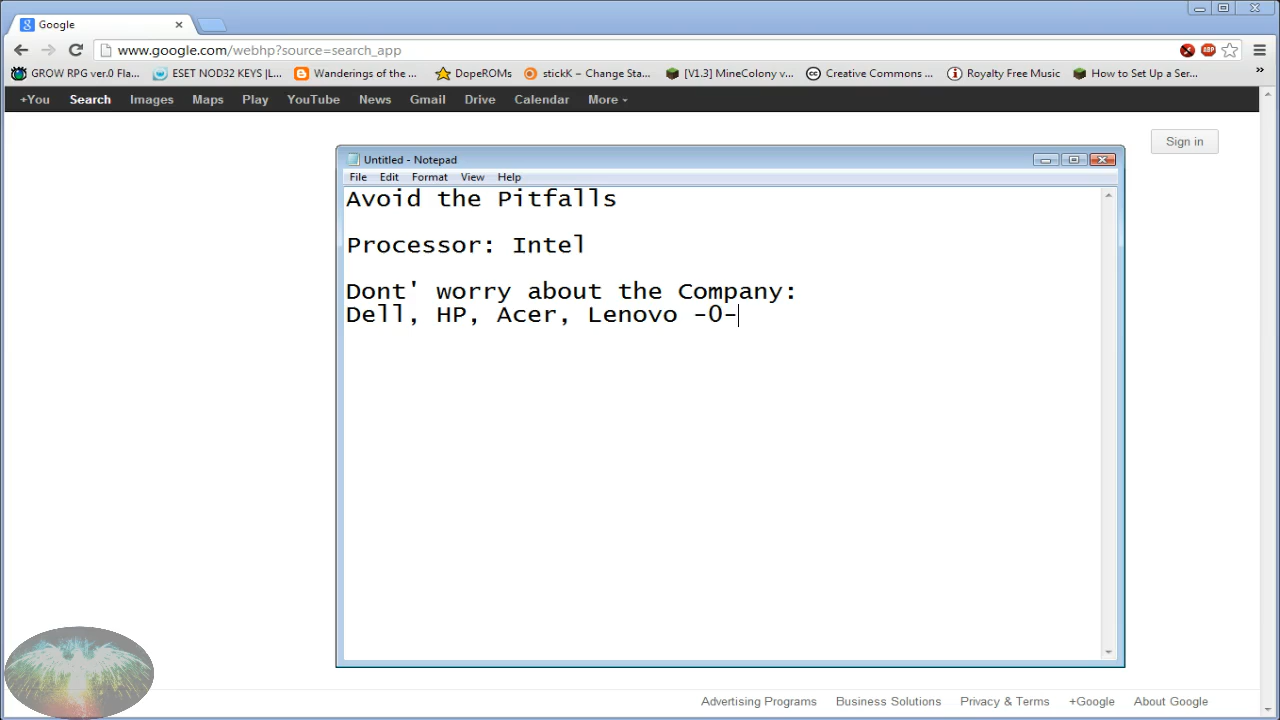 Google
www.google.com/webhp?source=search_app
ABP
GROW RPG ver.0 Fla...
ESET NOD32 KEYS |L...
Wanderings of the ...
DopeROMs
stickK – Change Sta...
[V1.3] MineColony v...
Creative Commons ...
Royalty Free Music
How to Set Up a Ser...
»
+You Search Images Maps Play YouTube News Gmail Drive Calendar More
Sign in
Untitled - Notepad
File Edit Format View Help
Avoid the Pitfalls
Processor: Intel
Dont' worry about the Company:
Dell, HP, Acer, Lenovo -0-
Advertising Programs Business Solutions Privacy & Terms +Google About Google